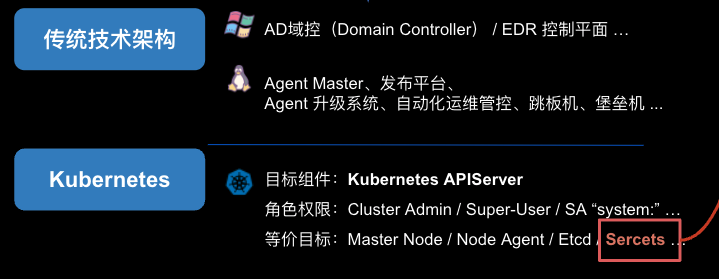 传统技术架构
AD域控（Domain Controller） / EDR 控制平面 ...
Agent Master、发布平台、
Agent 升级系统、自动化运维管控、跳板机、堡垒机 ...
Kubernetes
目标组件：Kubernetes APIServer
角色权限：Cluster Admin / Super-User / SA “system:” ...
等价目标：Master Node / Node Agent / Etcd / Sercets ...